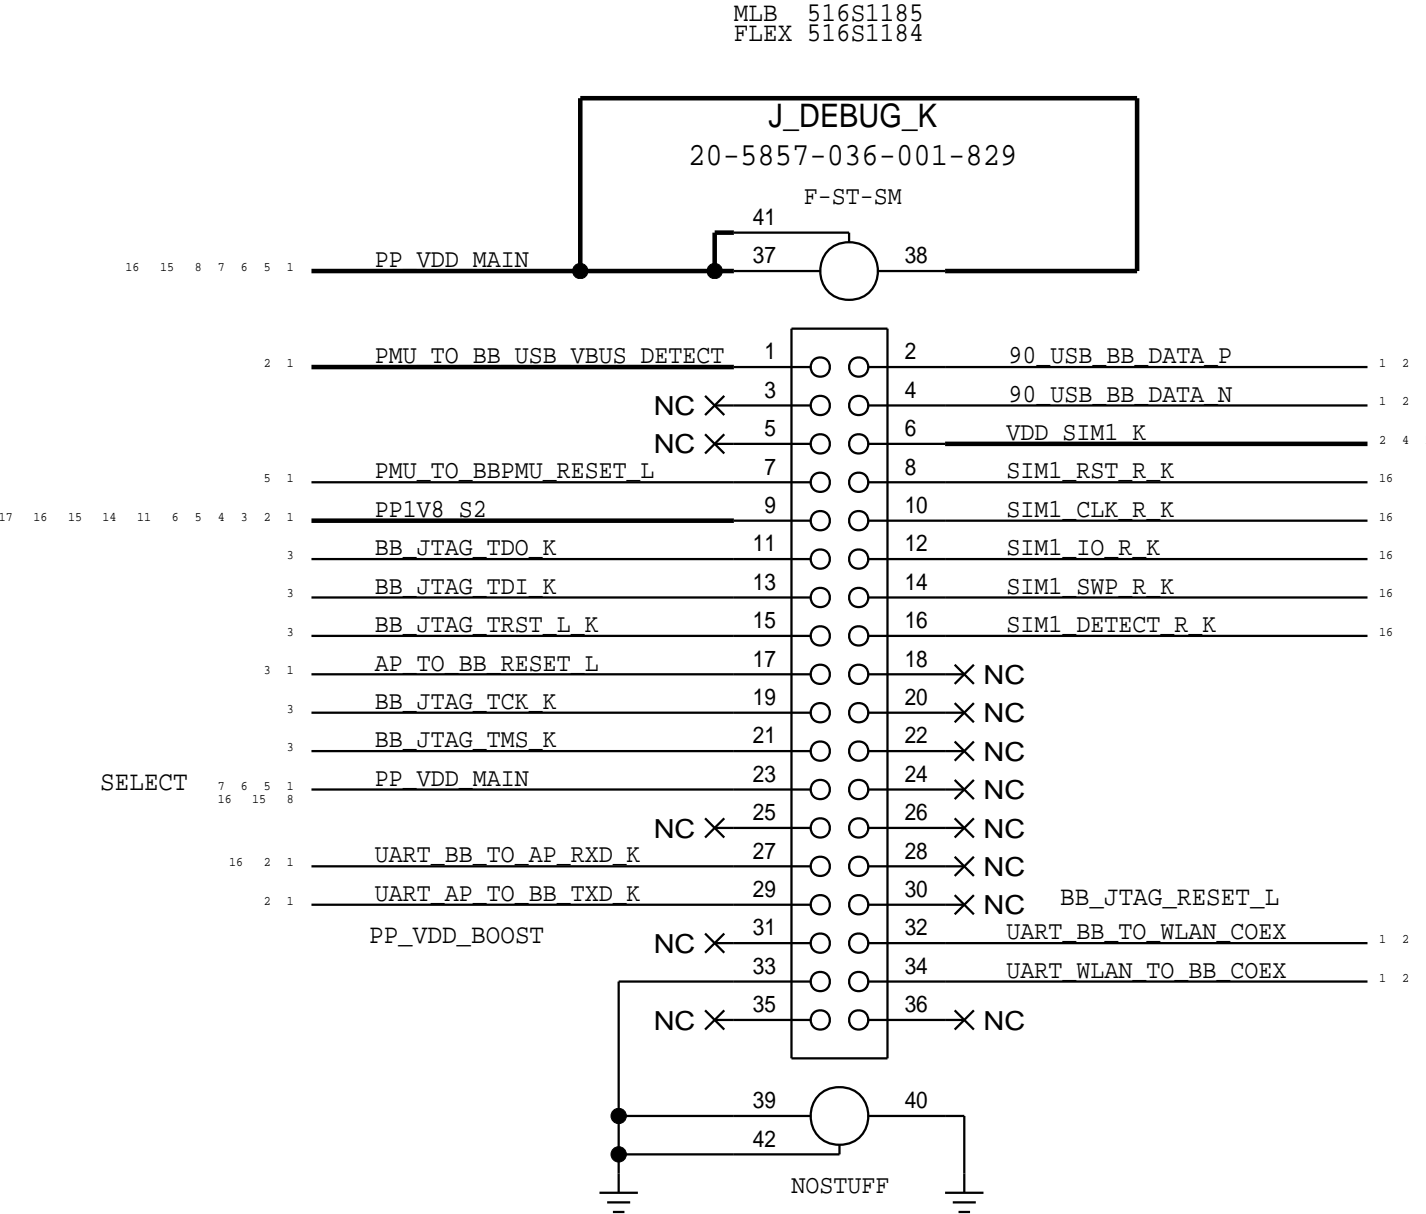 MLB 516S1185
FLEX 516S1184
J_DEBUG_K
20-5857-036-001-829
F-ST-SM
41
16 15 8 7 6 5 1 PP_VDD_MAIN 37 38
2 1 PMU_TO_BB_USB_VBUS_DETECT 1 2 90_USB_BB_DATA_P 1 2
NC 3 4 90_USB_BB_DATA_N 1 2
NC 5 6 VDD_SIM1_K 2 4
5 1 PMU_TO_BBPMU_RESET_L 7 8 SIM1_RST_R_K 16
17 16 15 14 11 6 5 4 3 2 1 PP1V8_S2 9 10 SIM1_CLK_R_K 16
3 BB_JTAG_TDO_K 11 12 SIM1_IO_R_K 16
3 BB_JTAG_TDI_K 13 14 SIM1_SWP_R_K 16
3 BB_JTAG_TRST_L_K 15 16 SIM1_DETECT_R_K 16
3 1 AP_TO_BB_RESET_L 17 18 NC
3 BB_JTAG_TCK_K 19 20 NC
3 BB_JTAG_TMS_K 21 22 NC
SELECT 7 6 5 1 PP_VDD_MAIN 23 24 NC
16 15 8
NC 25 26 NC
16 2 1 UART_BB_TO_AP_RXD_K 27 28 NC
2 1 UART_AP_TO_BB_TXD_K 29 30 NC BB_JTAG_RESET_L
PP_VDD_BOOST NC 31 32 UART_BB_TO_WLAN_COEX 1 2
33 34 UART_WLAN_TO_BB_COEX 1 2
NC 35 36 NC
39 40
42
NOSTUFF